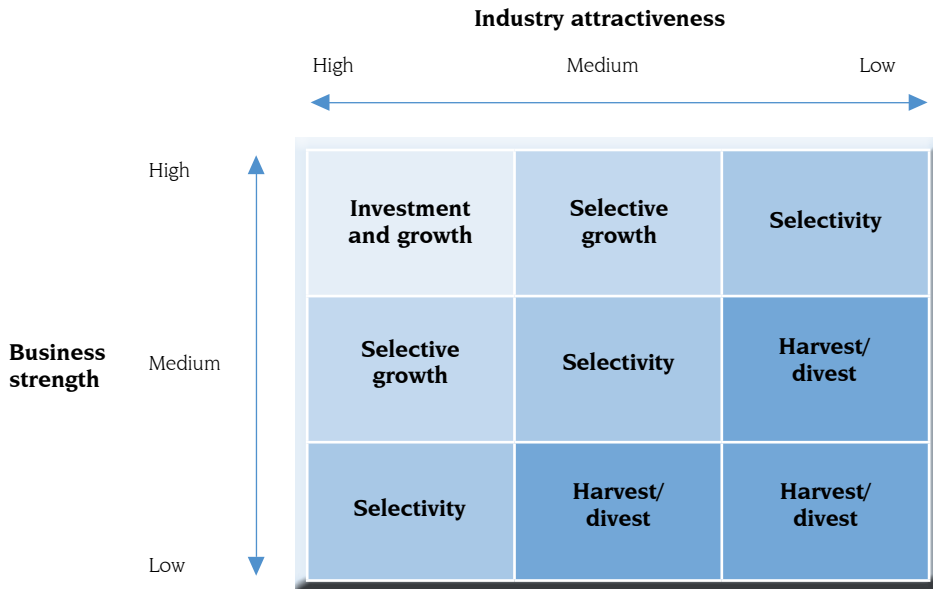 Industry attractiveness
High
Medium
Low
High
Investment
and growth
Selective
growth
Selectivity
Business
strength
Medium
Selective
growth
Selectivity
Harvest/
divest
Selectivity
Harvest/
divest
Harvest/
divest
Low